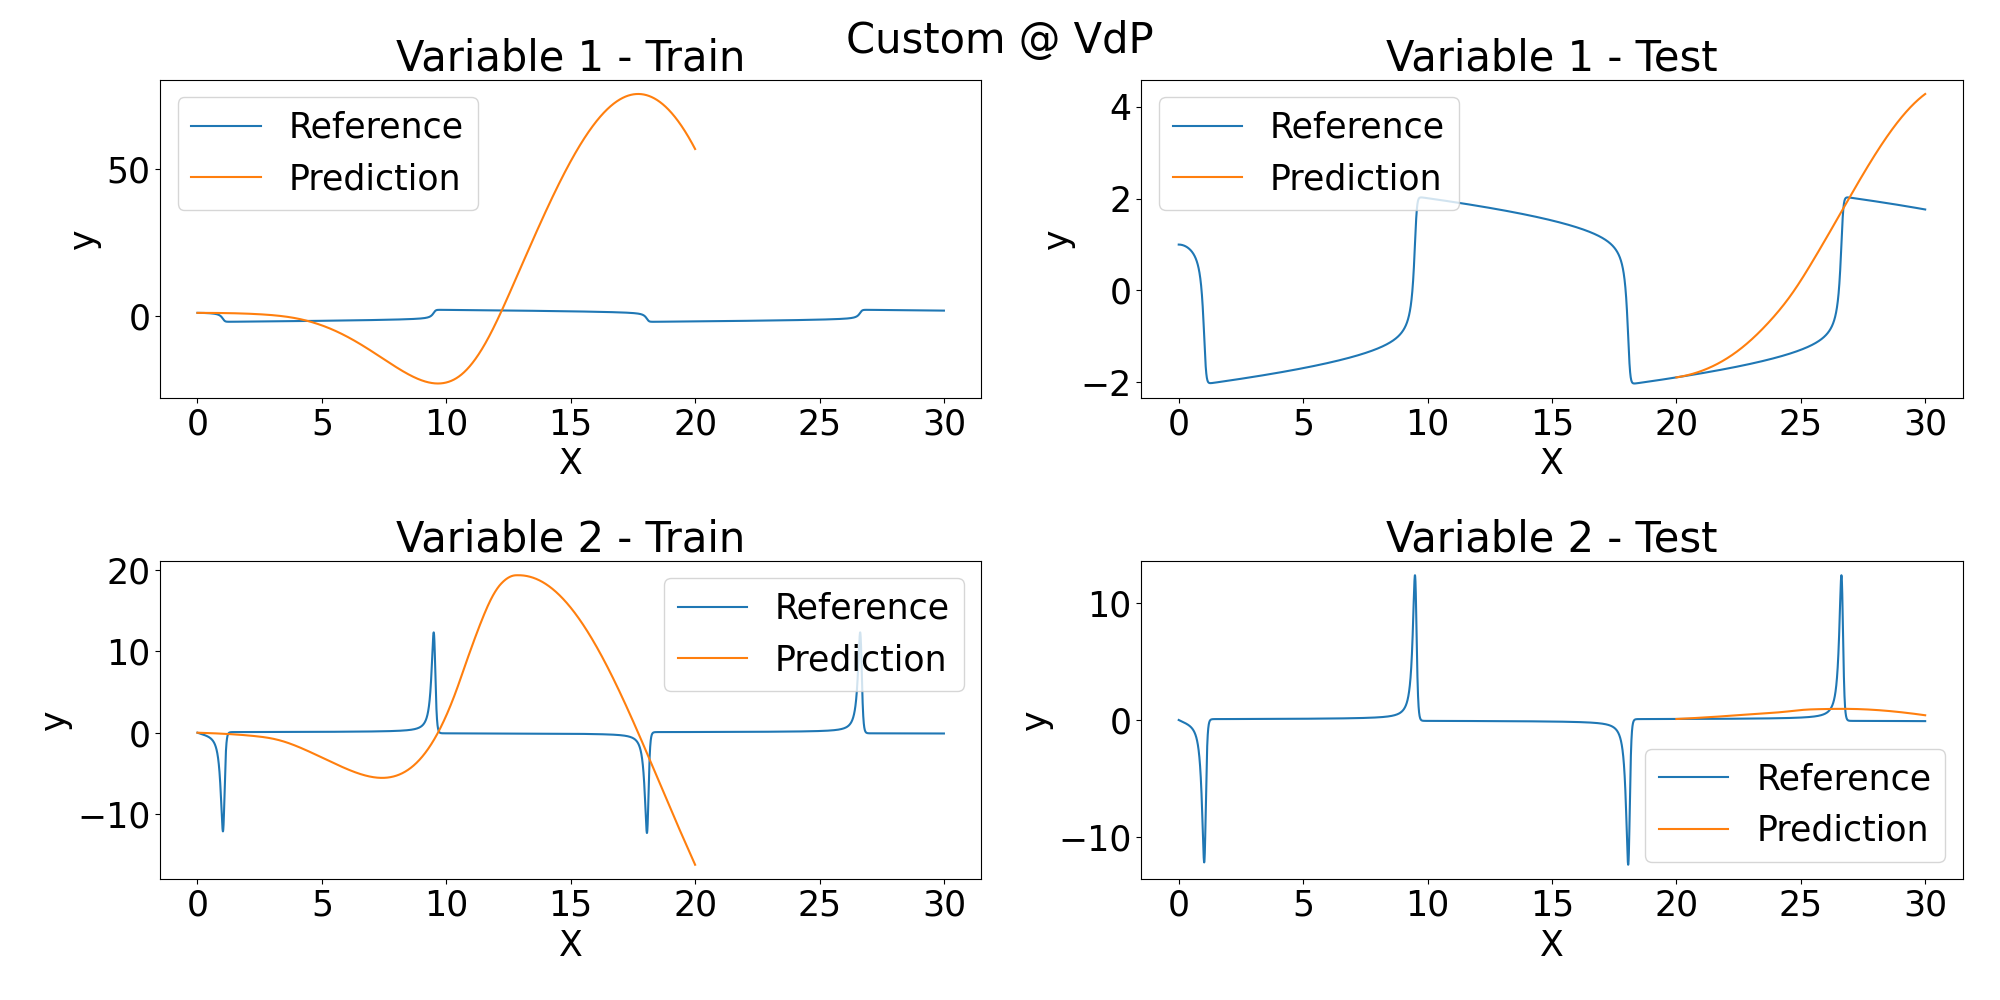 Custom @ VdP
Variable 1 - Train
Reference
Prediction
50
0
y
0 5 10 15 20 25 30
X
Variable 1 - Test
Reference
Prediction
4
2
0
−2
y
0 5 10 15 20 25 30
X
Variable 2 - Train
Reference
Prediction
20
10
0
−10
y
0 5 10 15 20 25 30
X
Variable 2 - Test
Reference
Prediction
10
0
−10
y
0 5 10 15 20 25 30
X